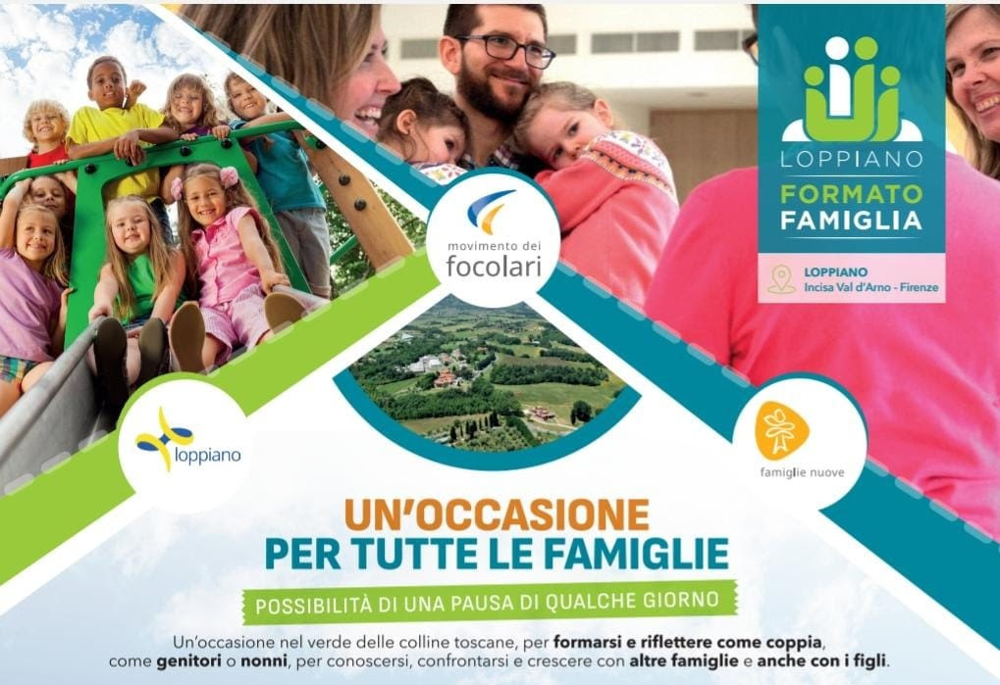 LOPPIANO
FORMATO
FAMIGLIA
LOPPIANO
Incisa Val d'Arno - Firenze
movimento dei
focolari
loppiano
famiglie nuove
UN'OCCASIONE
PER TUTTE LE FAMIGLIE
POSSIBILITÀ DI UNA PAUSA DI QUALCHE GIORNO
Un'occasione nel verde delle colline toscane, per formarsi e riflettere come coppia,
come genitori o nonni, per conoscersi, confrontarsi e crescere con altre famiglie e anche con i figli.